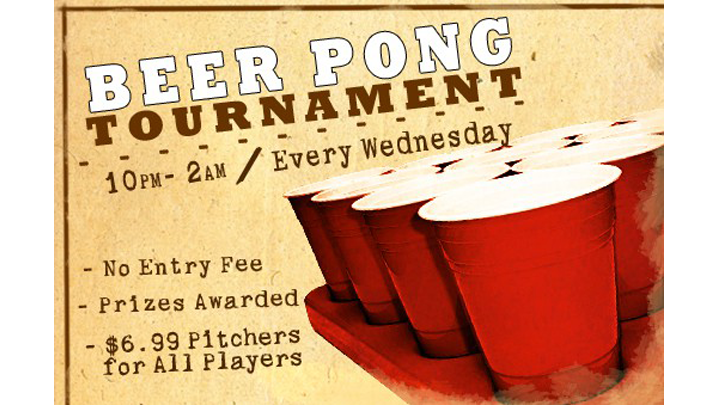 BEER PONG
TOURNAMENT
10PM- 2AM / Every Wednesday
- No Entry Fee
- Prizes Awarded
- $6.99 Pitchers
for All Players